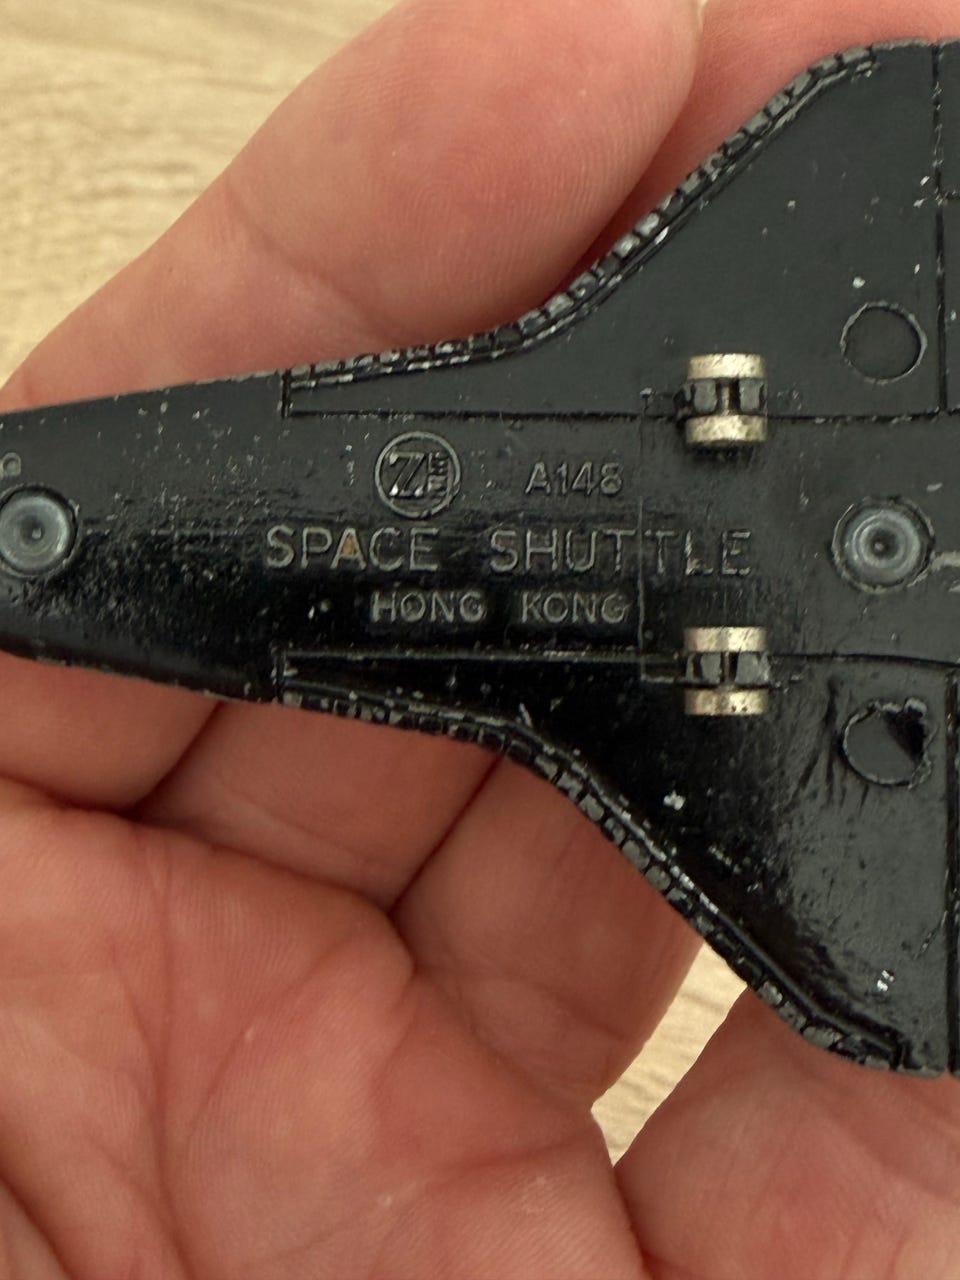 Z
A148
SPACE SHUTTLE
HONG KONG